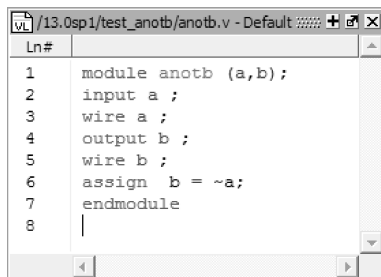 /13.0sp1/test_anotb/anotb.v - Default
Ln#
1 module anotb (a,b);
2 input a ;
3 wire a ;
4 output b ;
5 wire b ;
6 assign b = ~a;
7 endmodule
8